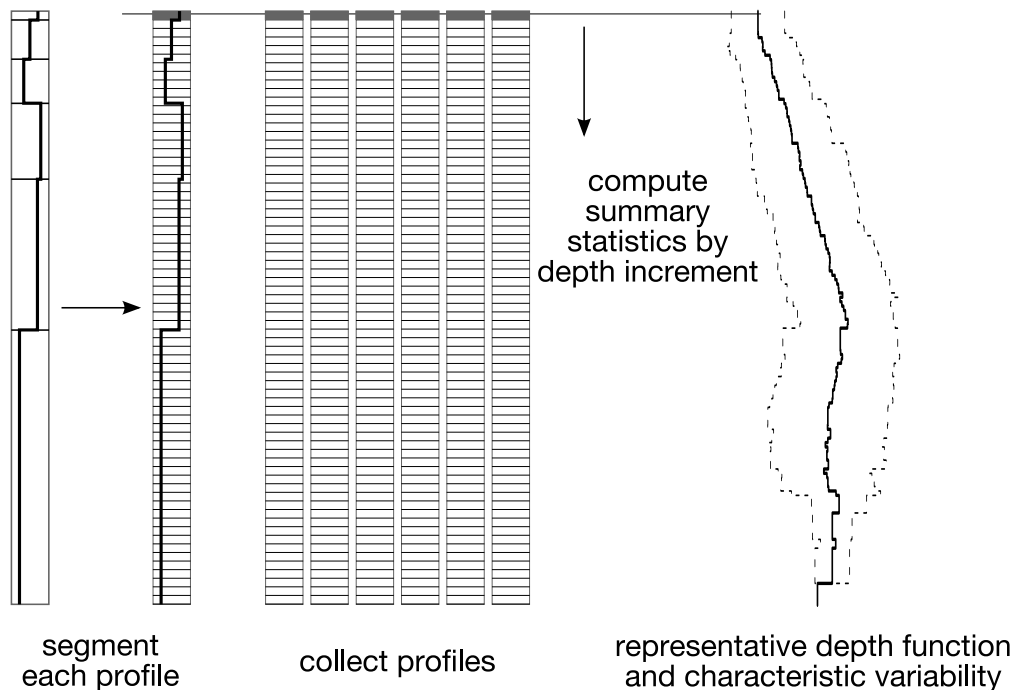 compute
summary
statistics by
depth increment
segment
each profile
collect profiles
representative depth function
and characteristic variability